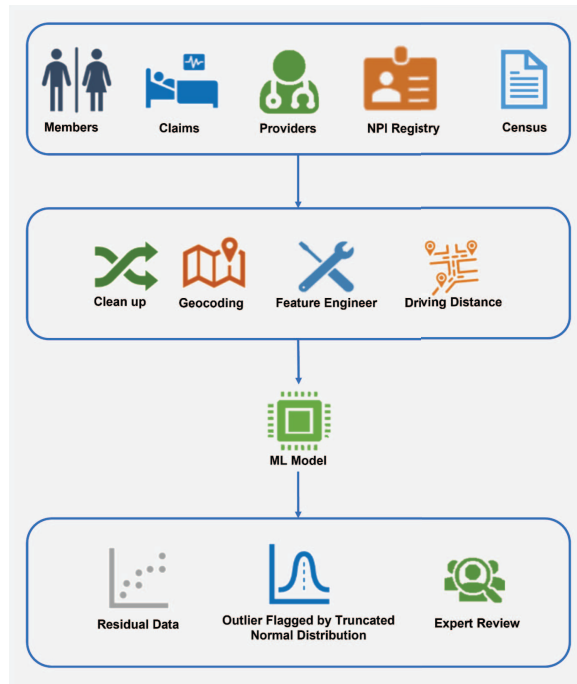 Members
Claims
Providers
NPI Registry
Census
Clean up
Geocoding
Feature Engineer
Driving Distance
ML Model
Residual Data
Outlier Flagged by Truncated
Normal Distribution
Expert Review